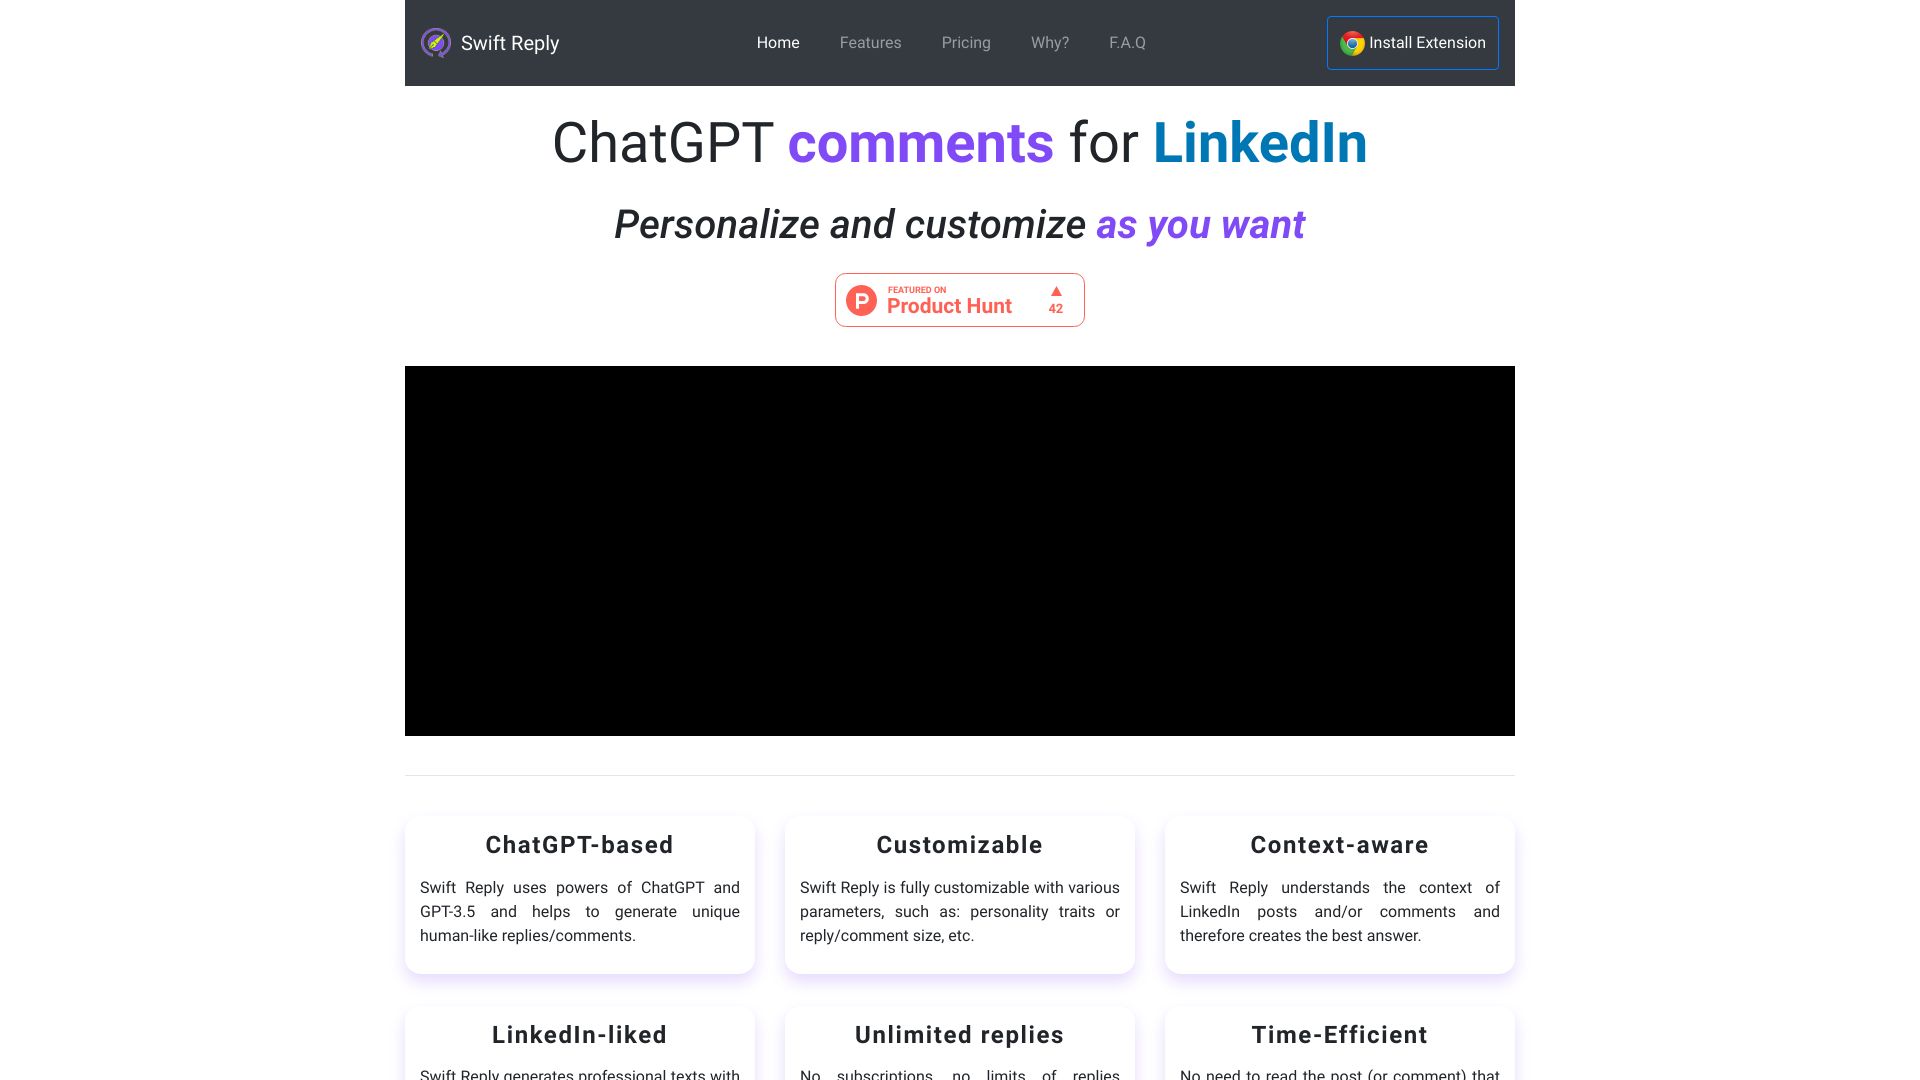 Swift Reply
Home
Features
Pricing
Why?
F.A.Q
Install Extension
ChatGPT comments for LinkedIn
Personalize and customize as you want
FEATURED ON
Product Hunt
42
ChatGPT-based
Swift Reply uses powers of ChatGPT and
GPT-3.5 and helps to generate unique
human-like replies/comments.
Customizable
Swift Reply is fully customizable with various
parameters, such as: personality traits or
reply/comment size, etc.
Context-aware
Swift Reply understands the context of
LinkedIn posts and/or comments and
therefore creates the best answer.
LinkedIn-liked
Swift Reply generates professional texts with
Unlimited replies
No subscriptions, no limits of replies
Time-Efficient
No need to read the post (or comment) that